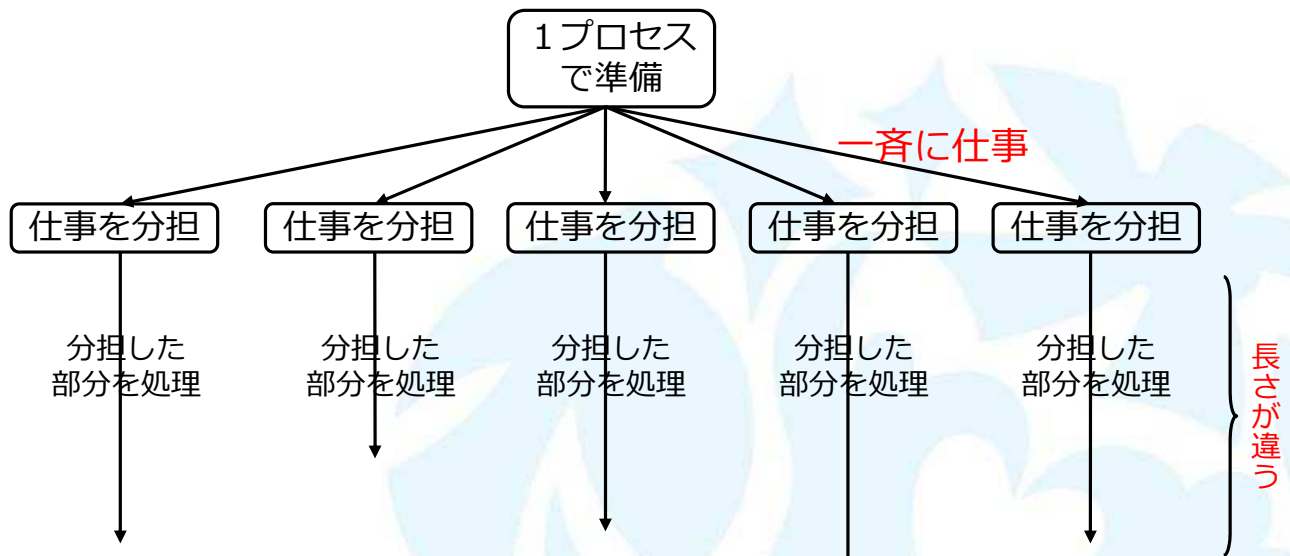 １プロセス
で準備
一斉に仕事
仕事を分担
仕事を分担
仕事を分担
仕事を分担
仕事を分担
分担した
部分を処理
分担した
部分を処理
分担した
部分を処理
分担した
部分を処理
分担した
部分を処理
長さが違う